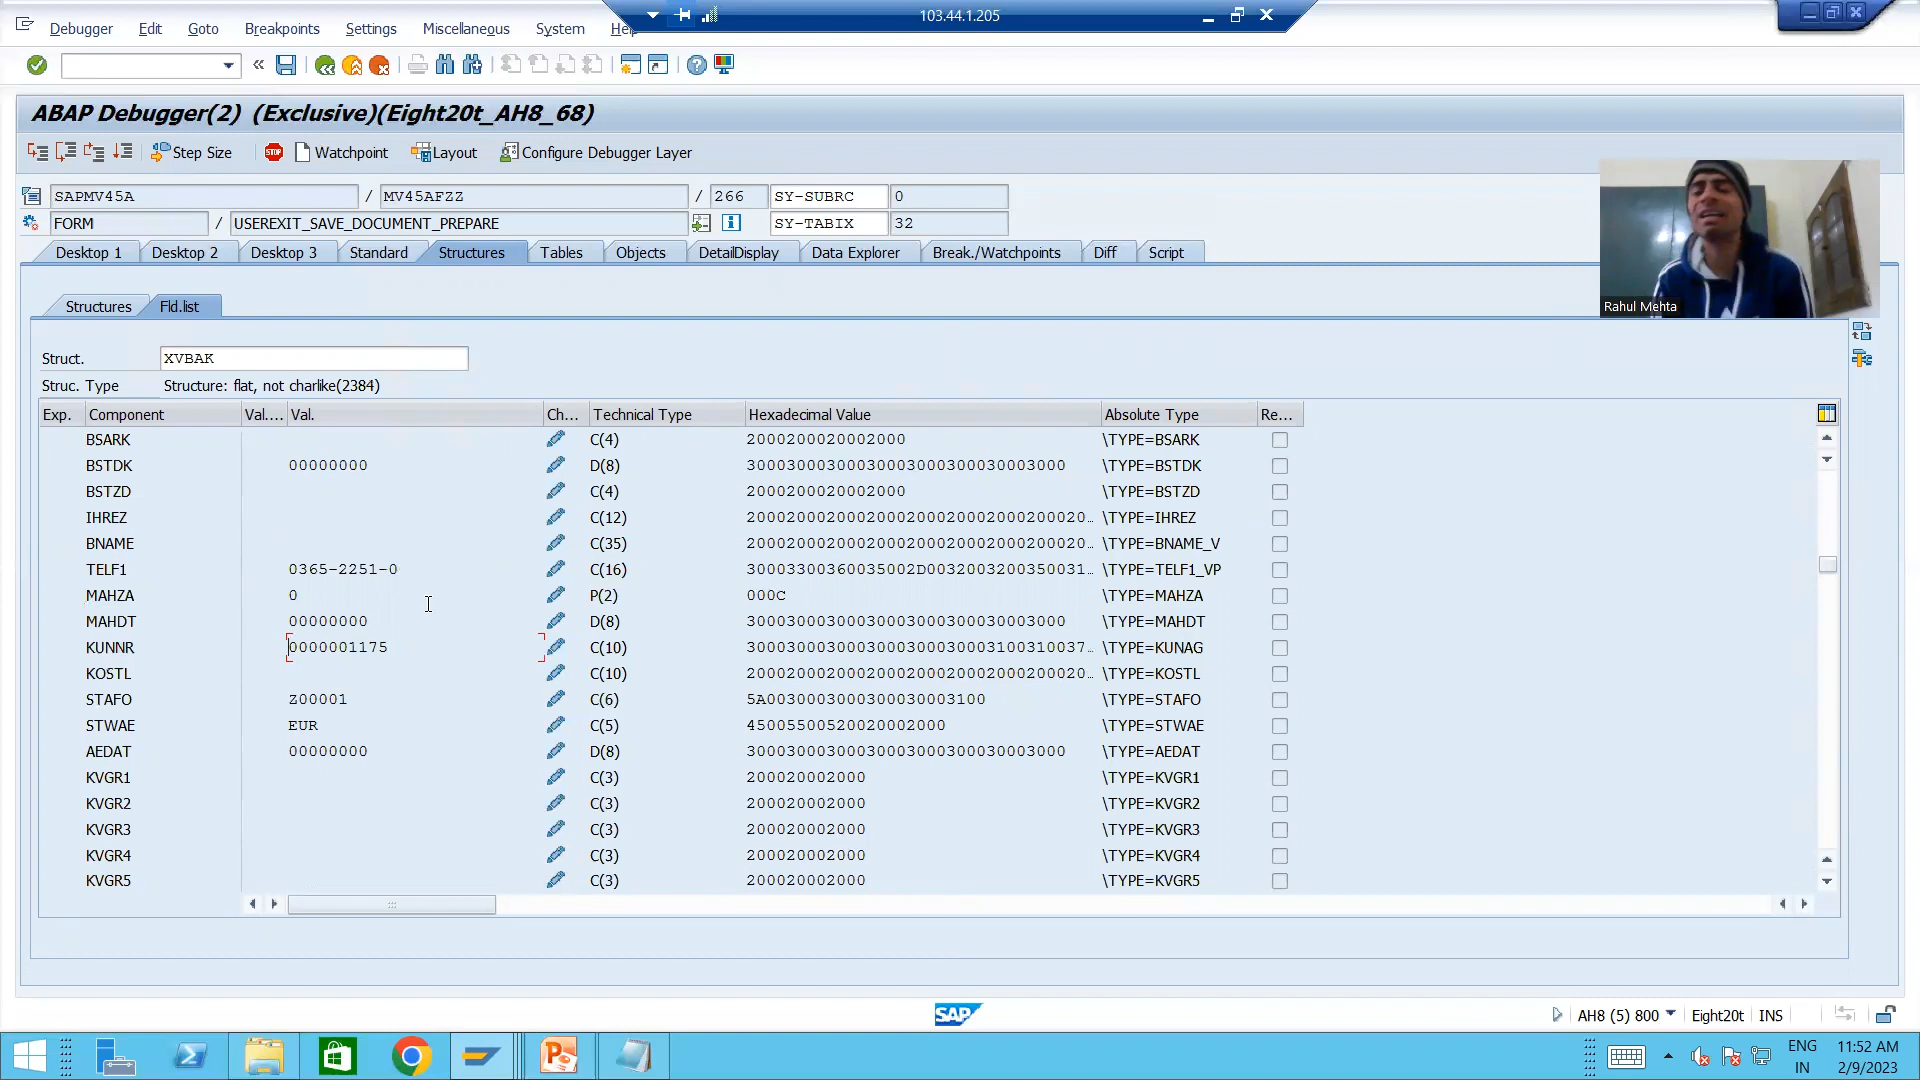 103.44.1.205
Debugger Edit Goto Breakpoints Settings Miscellaneous System Help
ABAP Debugger(2) (Exclusive)(Eight20t_AH8_68)
Step Size STOP Watchpoint Layout Configure Debugger Layer
SAPMV45A / MV45AFZZ / 266 SY-SUBRC 0
FORM / USEREXIT_SAVE_DOCUMENT_PREPARE SY-TABIX 32
Desktop 1 Desktop 2 Desktop 3 Standard Structures Tables Objects DetailDisplay Data Explorer Break./Watchpoints Diff Script
Rahul Mehta
Structures Fld.list
Struct. XVBAK
Struc. Type Structure: flat, not charlike(2384)
Exp. Component Val.... Val. Ch... Technical Type Hexadecimal Value Absolute Type Re...
BSARK C(4) 2000200020002000 \TYPE=BSARK
BSTDK 00000000 D(8) 30003000300030003000300030003000 \TYPE=BSTDK
BSTZD C(4) 2000200020002000 \TYPE=BSTZD
IHREZ C(12) 2000200020002000200020002000200020... \TYPE=IHREZ
BNAME C(35) 2000200020002000200020002000200020... \TYPE=BNAME_V
TELF1 0365-2251-0 C(16) 30003300360035002D0032003200350031... \TYPE=TELF1_VP
MAHZA 0 P(2) 000C \TYPE=MAHZA
MAHDT 00000000 D(8) 30003000300030003000300030003000 \TYPE=MAHDT
KUNNR 0000001175 C(10) 3000300030003000300030003100310037... \TYPE=KUNAG
KOSTL C(10) 2000200020002000200020002000200020... \TYPE=KOSTL
STAFO Z00001 C(6) 5A0030003000300030003100 \TYPE=STAFO
STWAE EUR C(5) 45005500520020002000 \TYPE=STWAE
AEDAT 00000000 D(8) 30003000300030003000300030003000 \TYPE=AEDAT
KVGR1 C(3) 200020002000 \TYPE=KVGR1
KVGR2 C(3) 200020002000 \TYPE=KVGR2
KVGR3 C(3) 200020002000 \TYPE=KVGR3
KVGR4 C(3) 200020002000 \TYPE=KVGR4
KVGR5 C(3) 200020002000 \TYPE=KVGR5
SAP AH8 (5) 800 Eight20t INS
ENG 11:52 AM
IN 2/9/2023